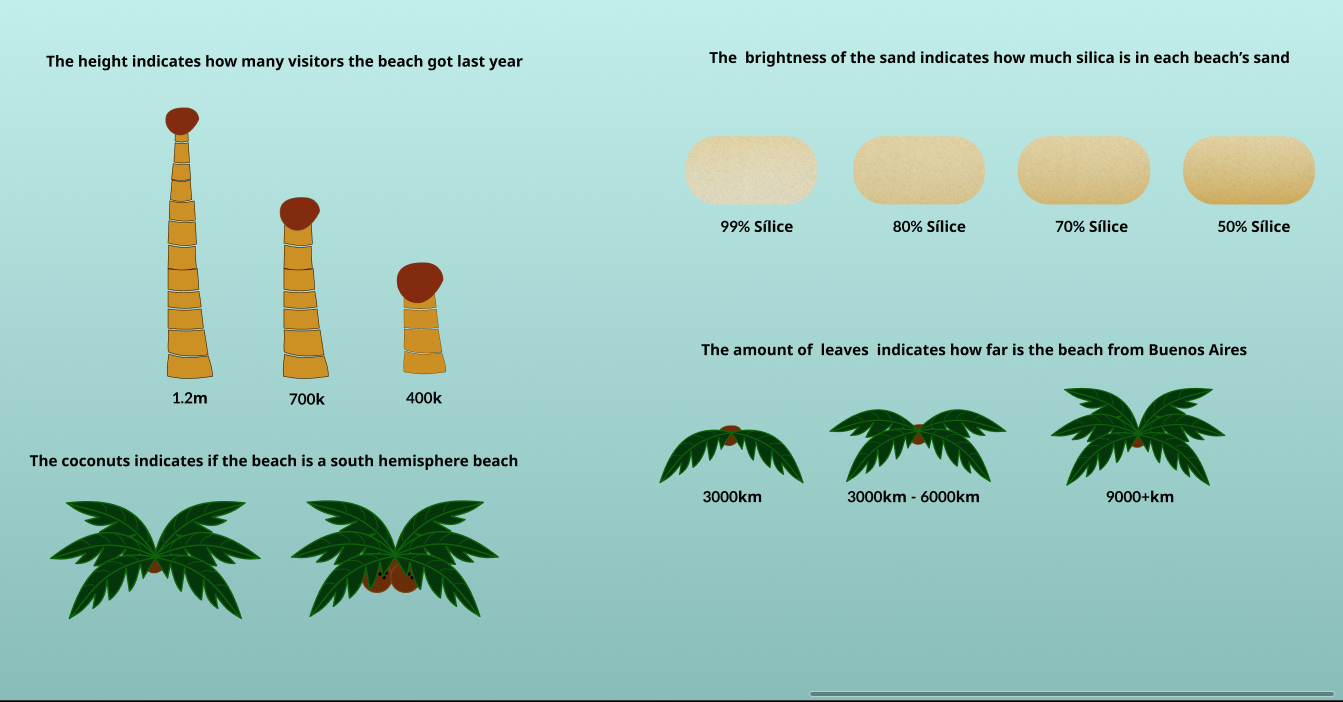 The height indicates how many visitors the beach got last year
1.2m
700k
400k
The coconuts indicates if the beach is a south hemisphere beach
The  brightness of the sand indicates how much silica is in each beach’s sand
99% Sílice
80% Sílice
70% Sílice
50% Sílice
The amount of  leaves  indicates how far is the beach from Buenos Aires
3000km
3000km - 6000km
9000+km